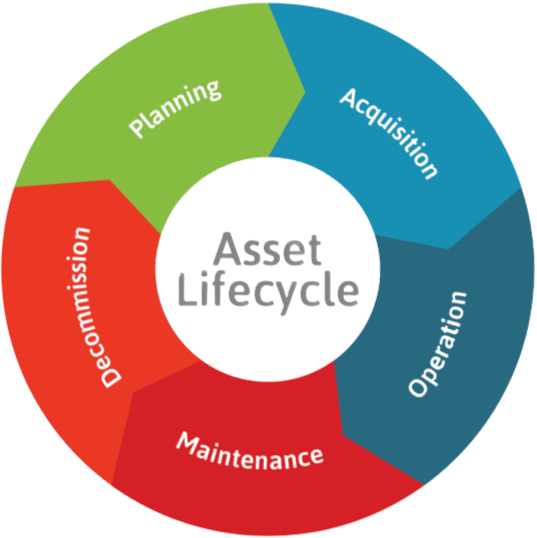 Asset
Lifecycle
Planning
Acquisition
Operation
Maintenance
Decommission